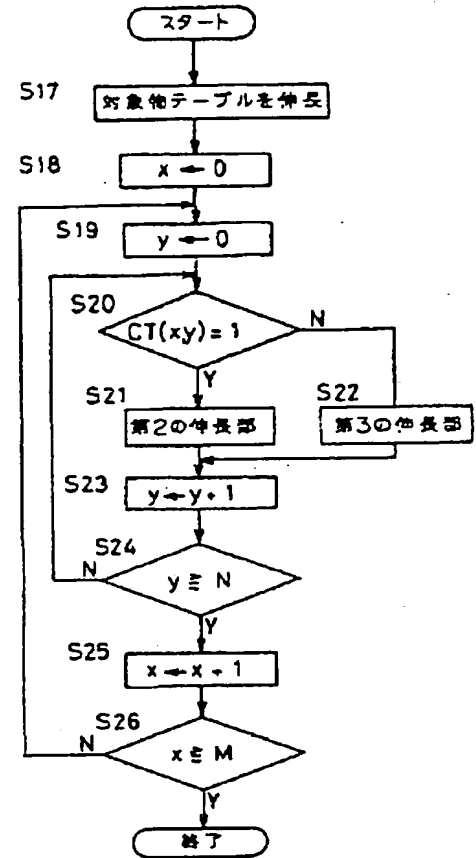 スタート
S17
対象物テーブルを伸長
S18
x ← 0
S19
y ← 0
S20
CT(xy) = 1
N
Y
S21
第2の伸長部
S22
第3の伸長部
S23
y ← y + 1
S24
y ≧ N
N
Y
S25
x ← x + 1
S26
x ≧ M
N
Y
終了